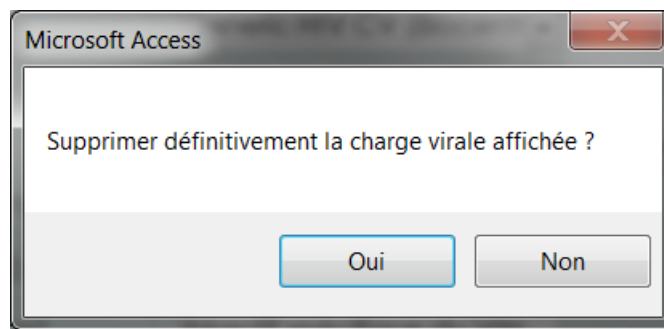 Microsoft Access
Supprimer définitivement la charge virale affichée ?
Oui
Non